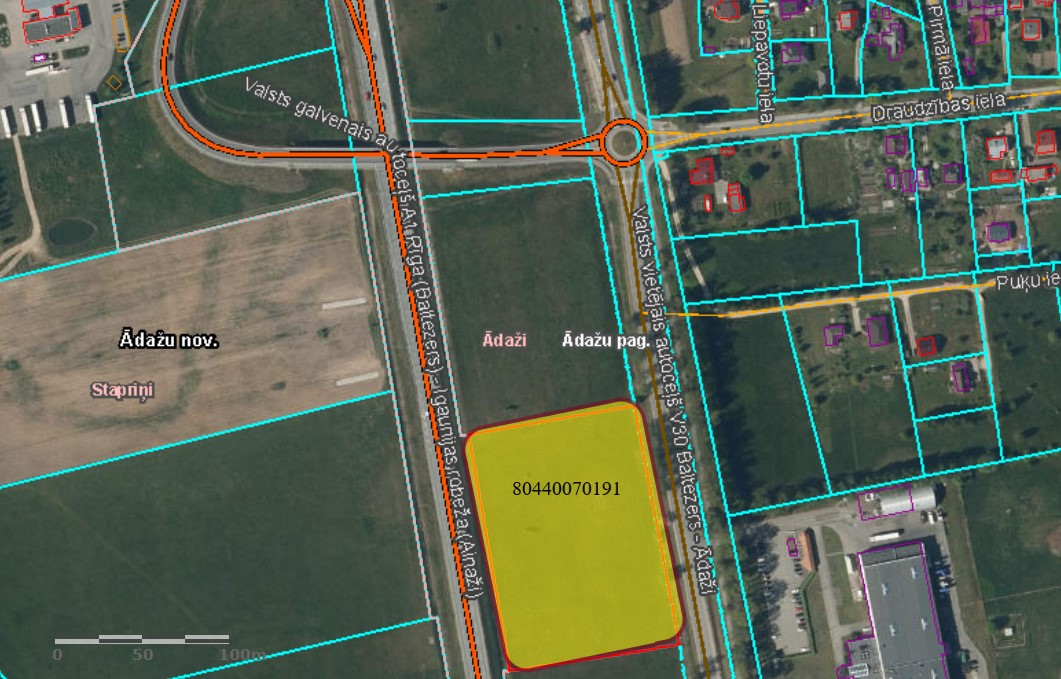 Liepavotu iela
Pirmā iela
Draudzības iela
Valsts galvenais autoceļš A1 Rīga (Baltezers) - Igaunijas robeža (Ainaži)
Valsts vietējais autoceļš V30 Baltezers - Ādaži
Puķu ie
Ādažu nov.
Ādaži
Ādažu pag.
Stapriņi
80440070191
0 50 100m